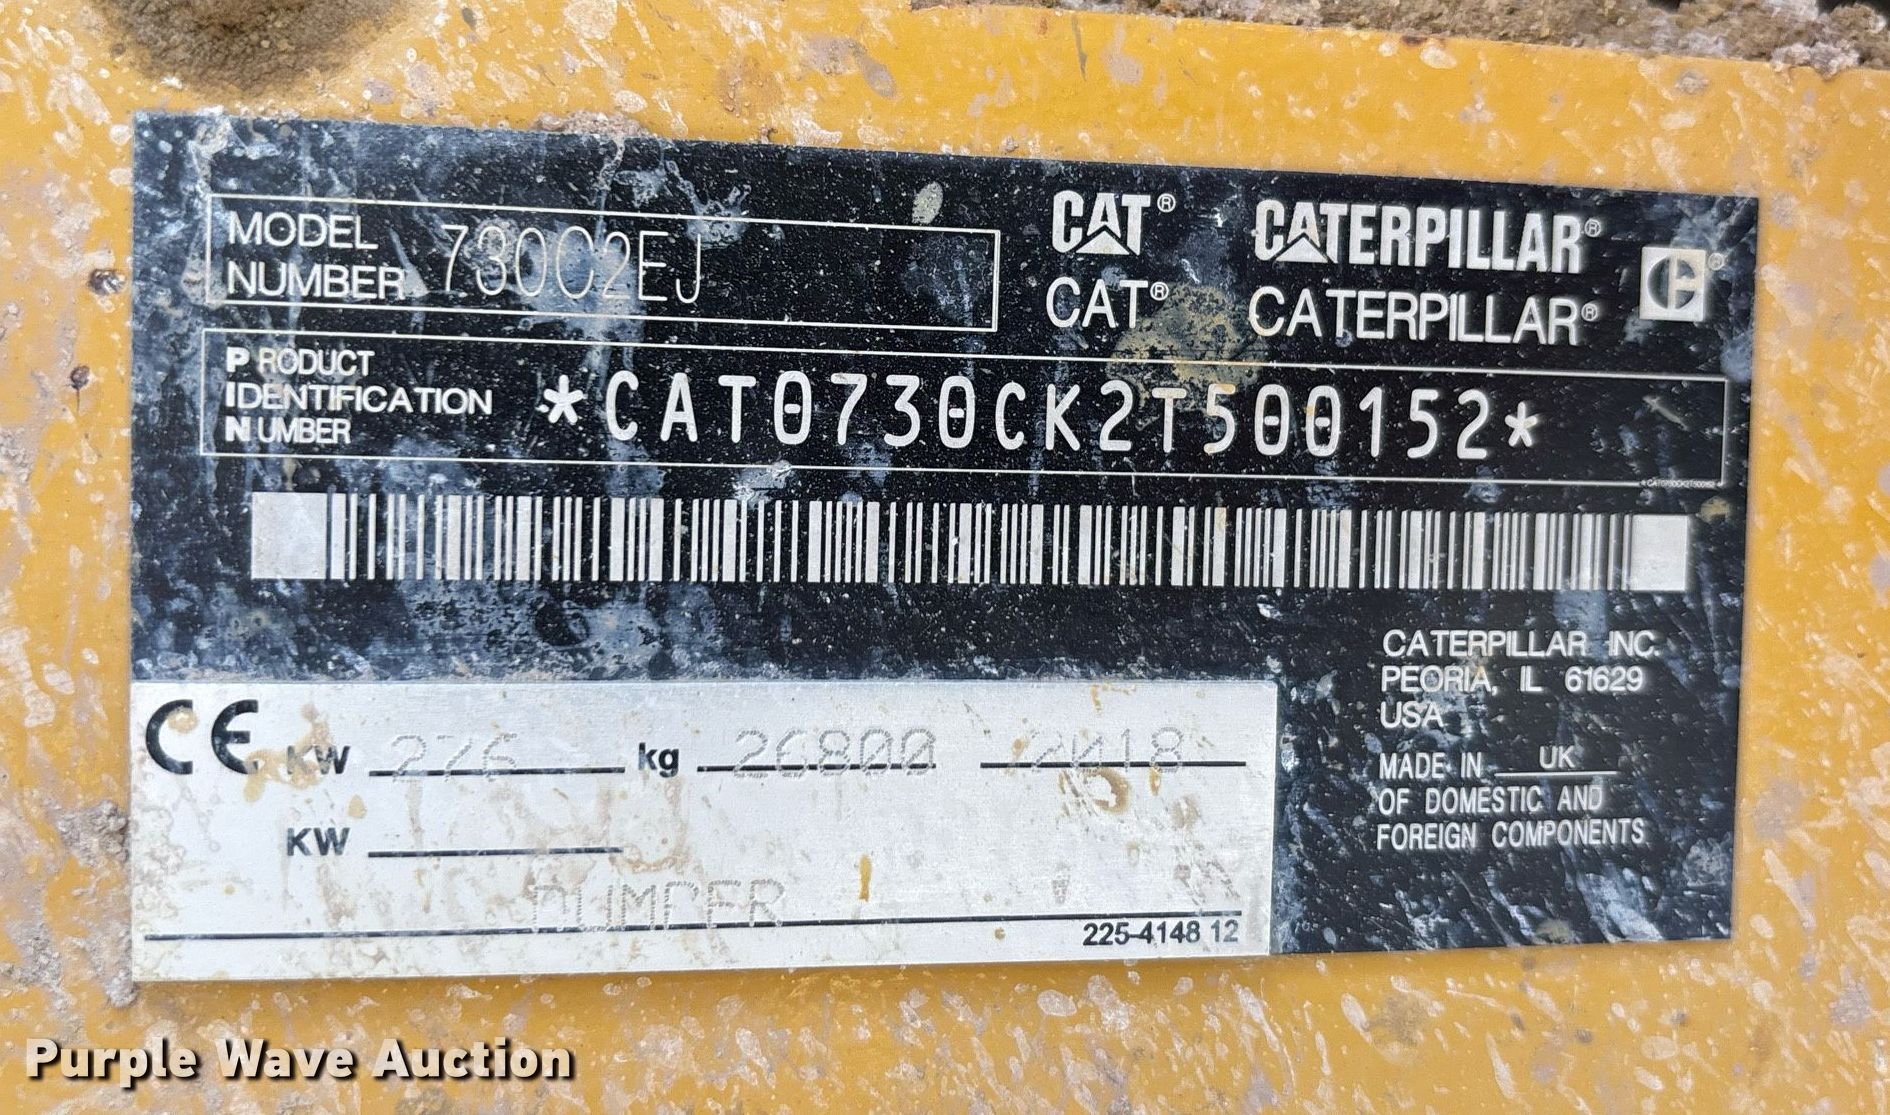 MODEL
NUMBER 730C2EJ
CAT® CATERPILLAR®
CAT® CATERPILLAR®
PRODUCT
IDENTIFICATION
NUMBER
*CAT0730CK2T500152*
*CAT0730CK2T500152*
CATERPILLAR INC.
PEORIA, IL 61629
USA
MADE IN UK
OF DOMESTIC AND
FOREIGN COMPONENTS
CE KW 276 kg 26800 2018
KW
DUMPER
225-4148 12
Purple Wave Auction